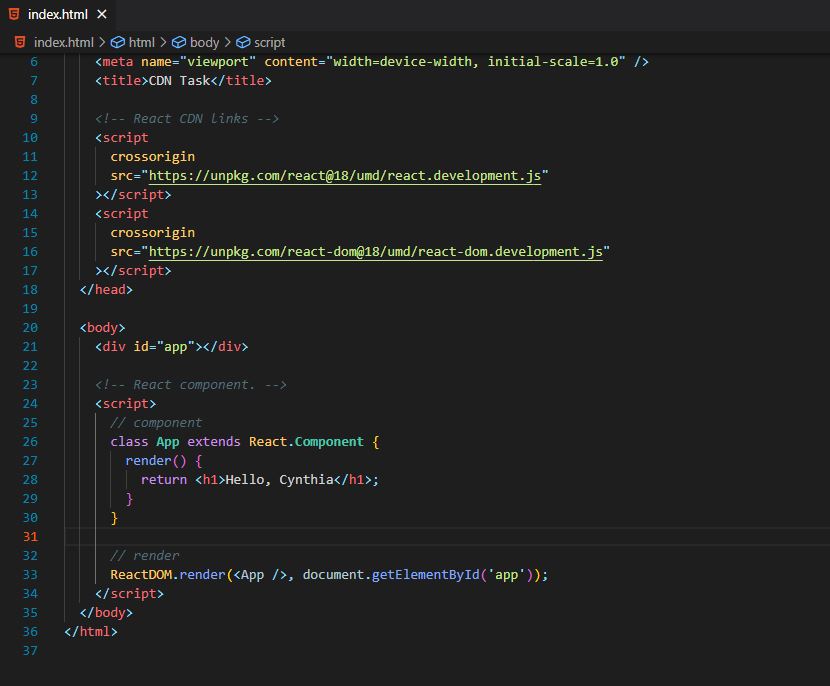 index.html
index.html > html > body > script
6 <meta name="viewport" content="width=device-width, initial-scale=1.0" />
7 <title>CDN Task</title>
8
9 <!-- React CDN links -->
10 <script
11 crossorigin
12 src="https://unpkg.com/react@18/umd/react.development.js"
13 ></script>
14 <script
15 crossorigin
16 src="https://unpkg.com/react-dom@18/umd/react-dom.development.js"
17 ></script>
18 </head>
19
20 <body>
21 <div id="app"></div>
22
23 <!-- React component. -->
24 <script>
25 // component
26 class App extends React.Component {
27 render() {
28 return <h1>Hello, Cynthia</h1>;
29 }
30 }
31
32 // render
33 ReactDOM.render(<App />, document.getElementById('app'));
34 </script>
35 </body>
36 </html>
37